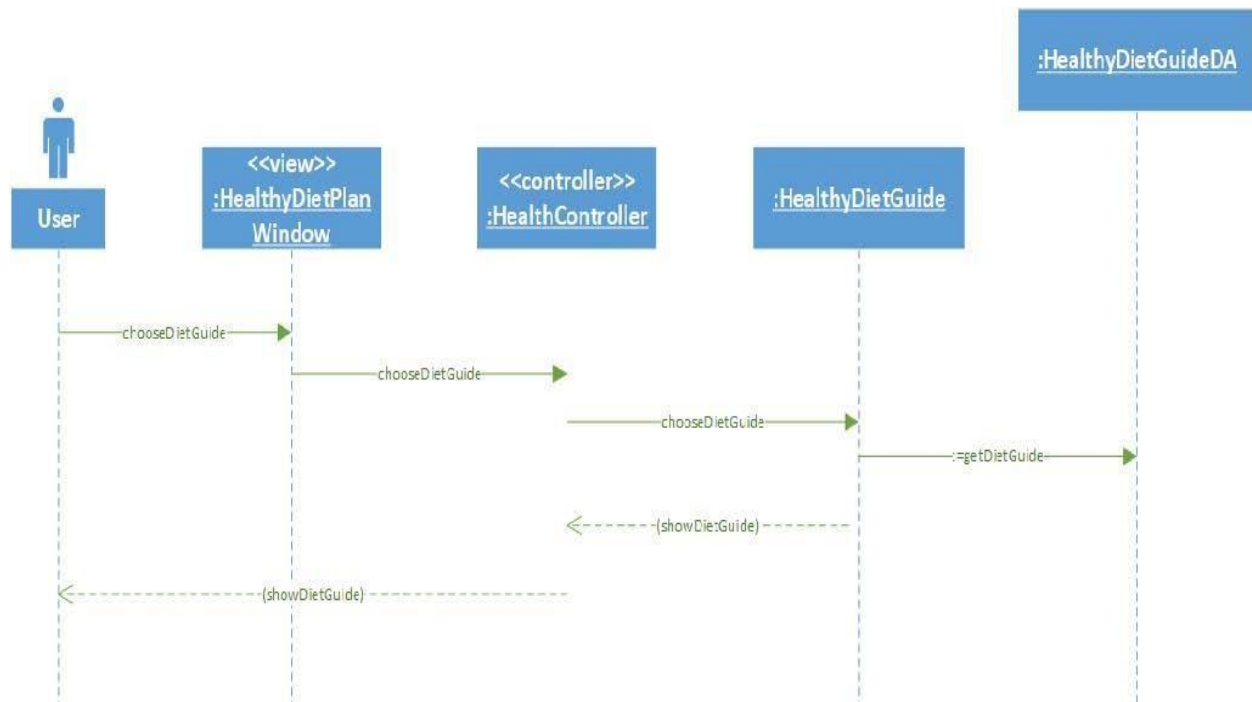 :HealthyDietGuideDA
User
<<view>>
:HealthyDietPlan
Window
<<controller>>
:HealthController
:HealthyDietGuide
chooseDietGuide
chooseDietGuide
chooseDietGuide
:=getDietGuide
(showDietGuide)
(showDietGuide)